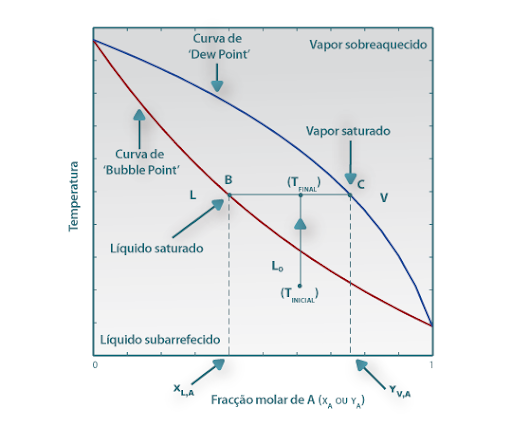 Curva de
'Dew Point'
Vapor sobreaquecido
Vapor saturado
Curva de
'Bubble Point'
B
(T FINAL)
C
L
V
Temperatura
Líquido saturado
L₀
(T INICIAL)
Líquido subarrefecido
0
1
X L,A
Y V,A
Fracção molar de A (x A OU Y A)